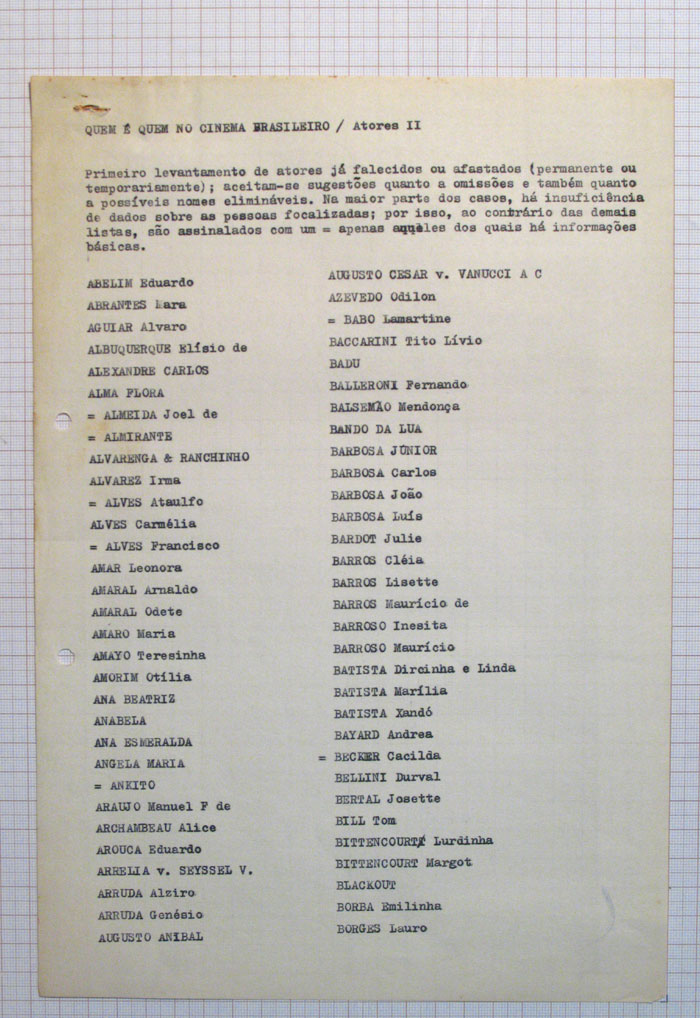 QUEM É QUEM NO CINEMA BRASILEIRO / Atores II
Primeiro levantamento de atores já falecidos ou afastados (permanente ou
temporariamente); aceitam-se sugestões quanto a omissões e também quanto
a possíveis nomes elimináveis. Na maior parte dos casos, há insuficiência
de dados sobre as pessoas focalizadas; por isso, ao contrário das demais
listas, são assinalados com um = apenas aquêles dos quais há informações
básicas.
ABELIM Eduardo
ABRANTES Mara
AGUIAR Alvaro
ALBUQUERQUE Elísio de
ALEXANDRE CARLOS
ALMA FLORA
= ALMEIDA Joel de
= ALMIRANTE
ALVARENGA & RANCHINHO
ALVAREZ Irma
= ALVES Ataulfo
ALVES Carmélia
= ALVES Francisco
AMAR Leonora
AMARAL Arnaldo
AMARAL Odete
AMARO Maria
AMAYO Teresinha
AMORIM Otília
ANA BEATRIZ
ANABELA
ANA ESMERALDA
ANGELA MARIA
= ANKITO
ARAUJO Manuel F de
ARCHAMBEAU Alice
AROUCA Eduardo
ARRELIA v. SEYSSEL V.
ARRUDA Alziro
ARRUDA Genésio
AUGUSTO ANIBAL
AUGUSTO CESAR v. VANUCCI A C
AZEVEDO Odilon
= BABO Lamartine
BACCARINI Tito Lívio
BADU
BALLERONI Fernando
BALSEMÃO Mendonça
BANDO DA LUA
BARBOSA JÚNIOR
BARBOSA Carlos
BARBOSA João
BARBOSA Luís
BARDOT Julie
BARROS Cléia
BARROS Lisette
BARROS Maurício de
BARROSO Inesita
BARROSO Maurício
BATISTA Dircinha e Linda
BATISTA Marília
BATISTA Xandó
BAYARD Andrea
= BECKER Cacilda
BELLINI Durval
BERTAL Josette
BILL Tom
BITTENCOURT Lurdinha
BITTENCOURT Margot
BLACKOUT
BORBA Emilinha
BORGES Lauro